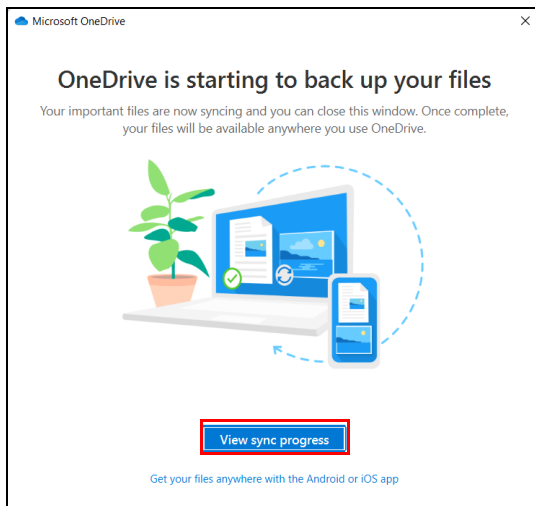 Microsoft OneDrive
OneDrive is starting to back up your files
Your important files are now syncing and you can close this window. Once complete,
your files will be available anywhere you use OneDrive.
View sync progress
Get your files anywhere with the Android or iOS app